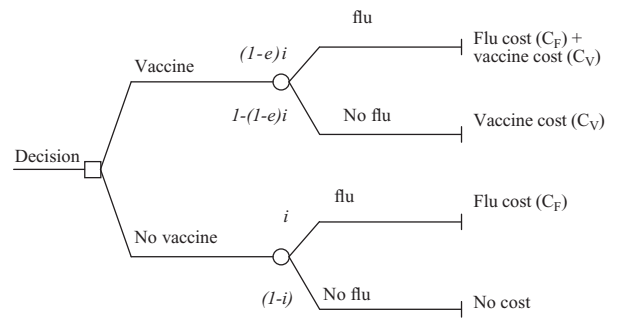 flu
(1-e)i
Flu cost (C_F) +
vaccine cost (C_V)
Vaccine
1-(1-e)i
No flu
Vaccine cost (C_V)
Decision
flu
i
Flu cost (C_F)
No vaccine
(1-i)
No flu
No cost